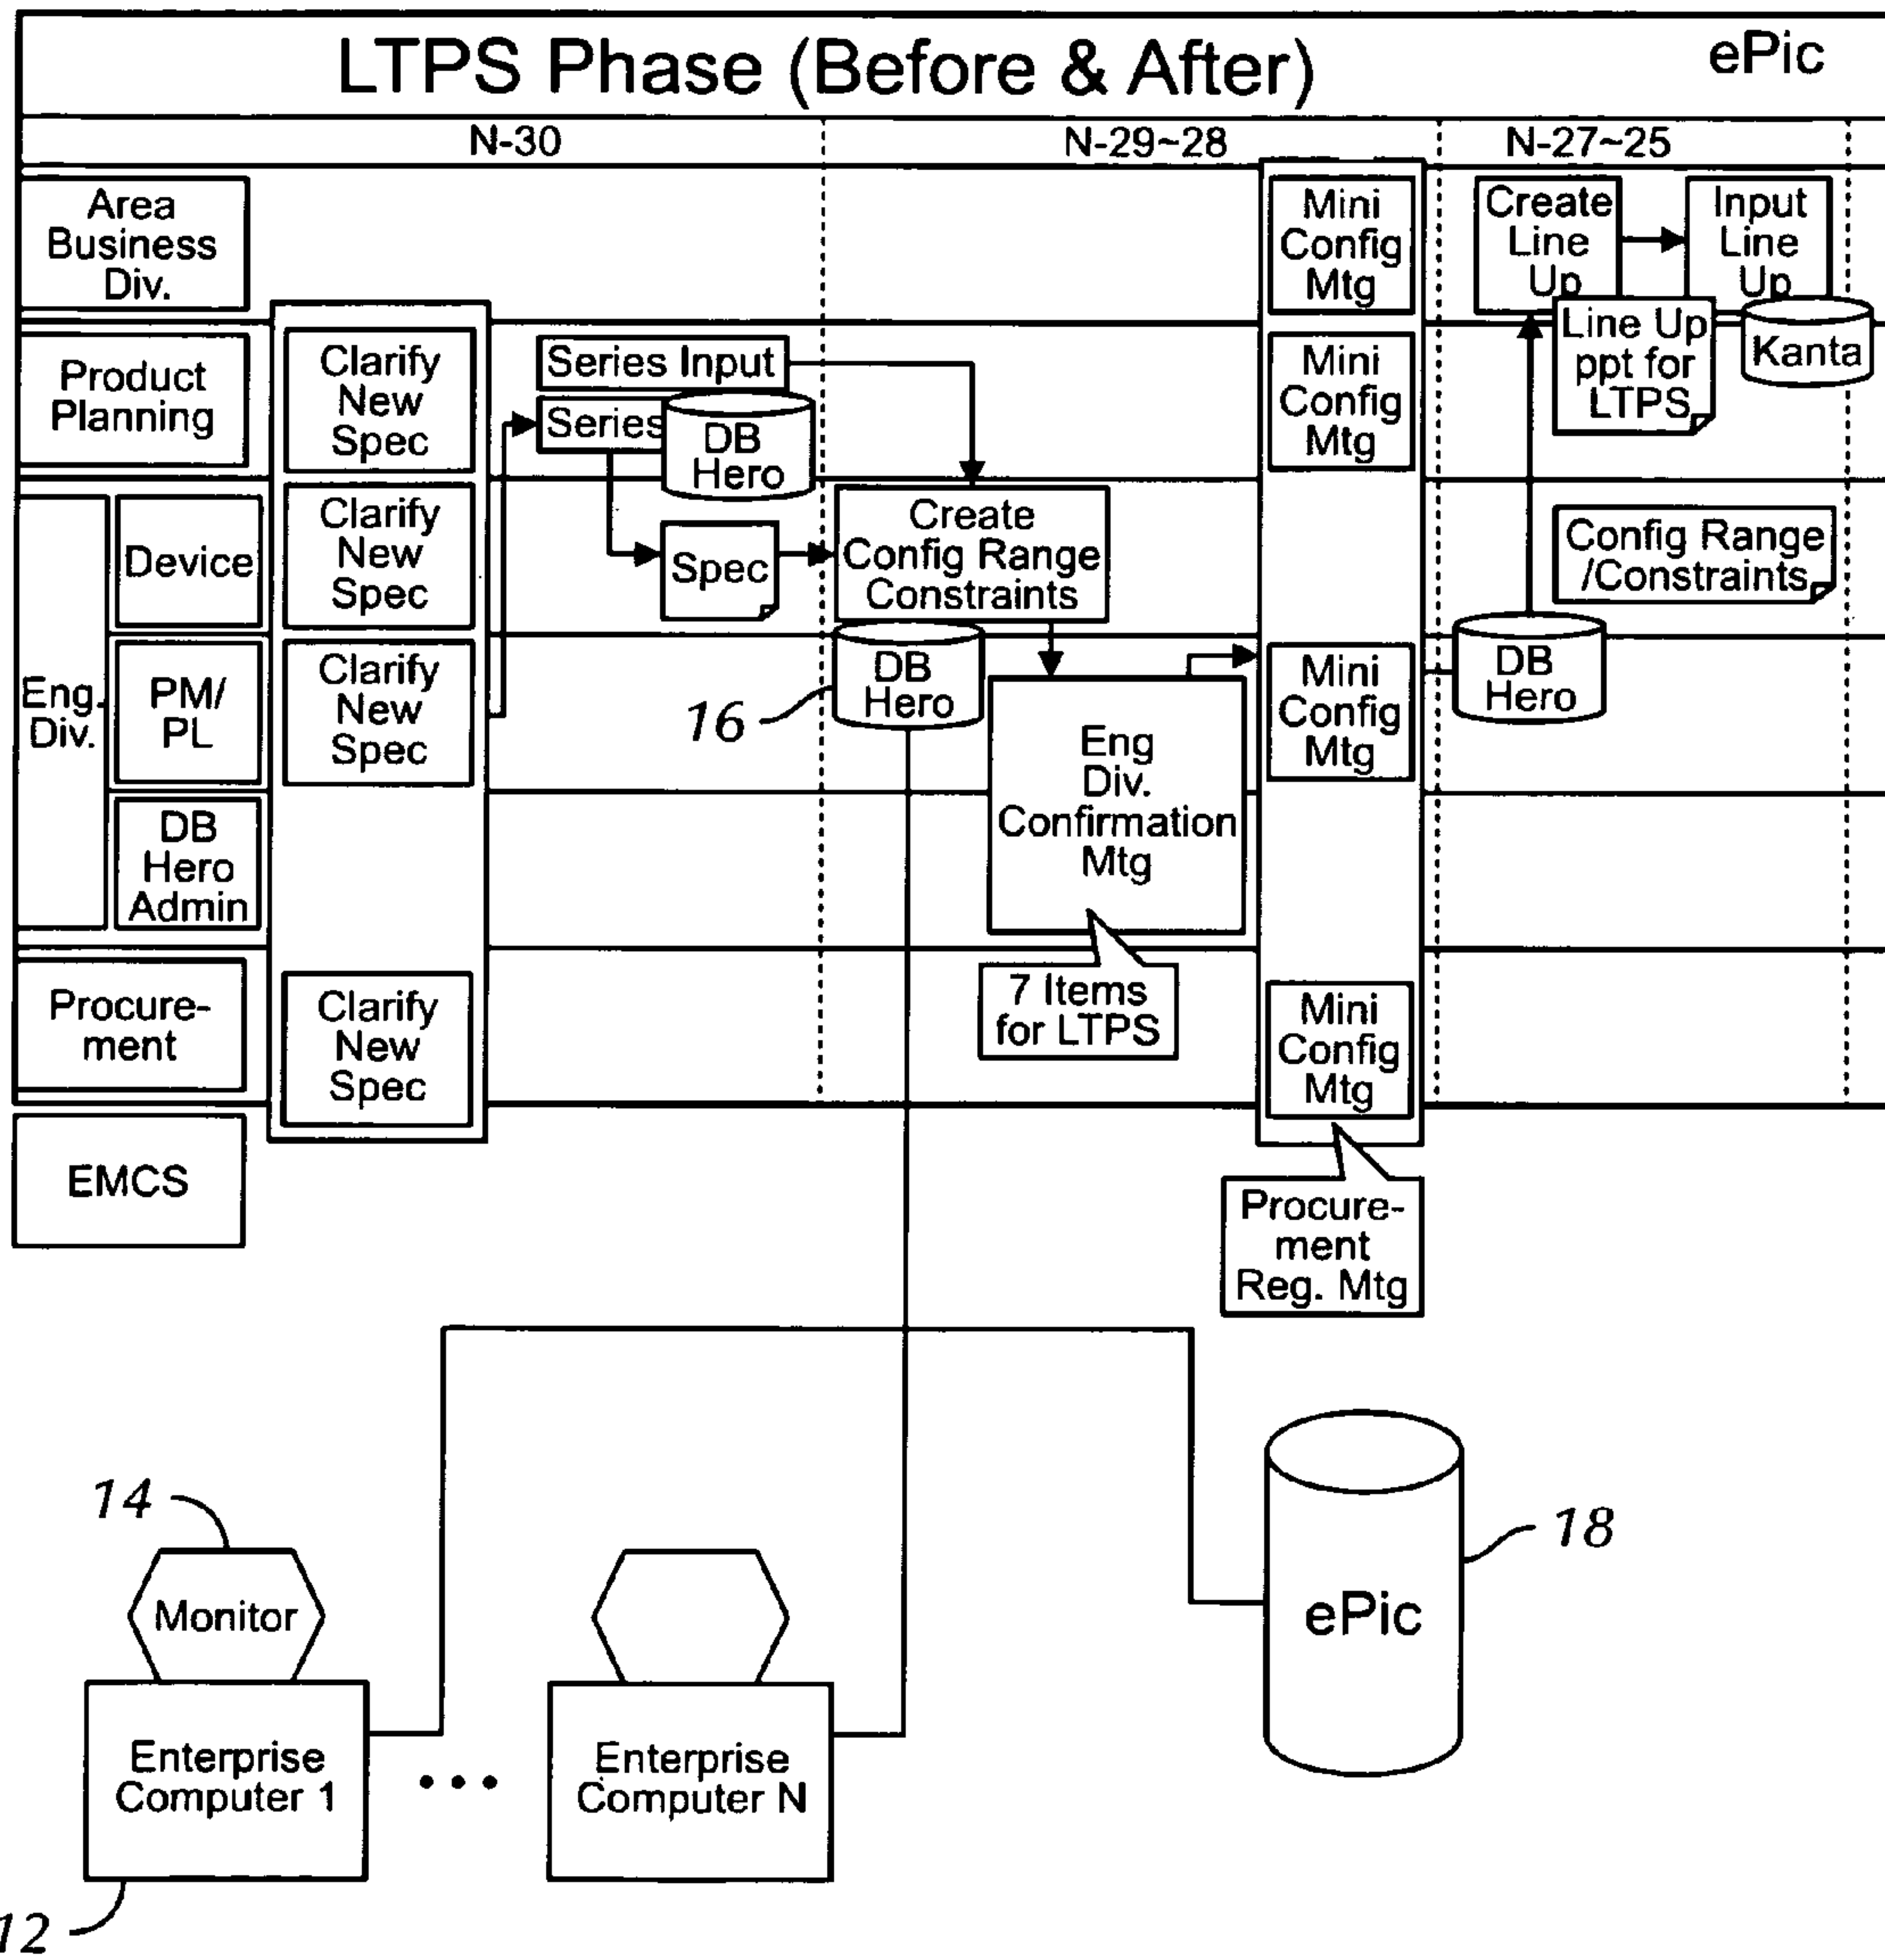 LTPS Phase (Before & After)
ePic
N-30
N-29~28
N-27~25
Area
Business
Div.
Product
Planning
Eng.
Div.
Device
PM/
PL
DB
Hero
Admin
Procure-
ment
EMCS
Clarify
New
Spec
Clarify
New
Spec
Clarify
New
Spec
Clarify
New
Spec
Series Input
Series
DB
Hero
Spec
Create
Config Range
Constraints
DB
Hero
16
Eng
Div.
Confirmation
Mtg
7 Items
for LTPS
Mini
Config
Mtg
Mini
Config
Mtg
Mini
Config
Mtg
Mini
Config
Mtg
Procure-
ment
Reg. Mtg
Create
Line
Up
Input
Line
Up
Line Up
ppt for
LTPS
Kanta
Config Range
/Constraints
DB
Hero
14
Monitor
Enterprise
Computer 1
12
• • •
Enterprise
Computer N
ePic
18